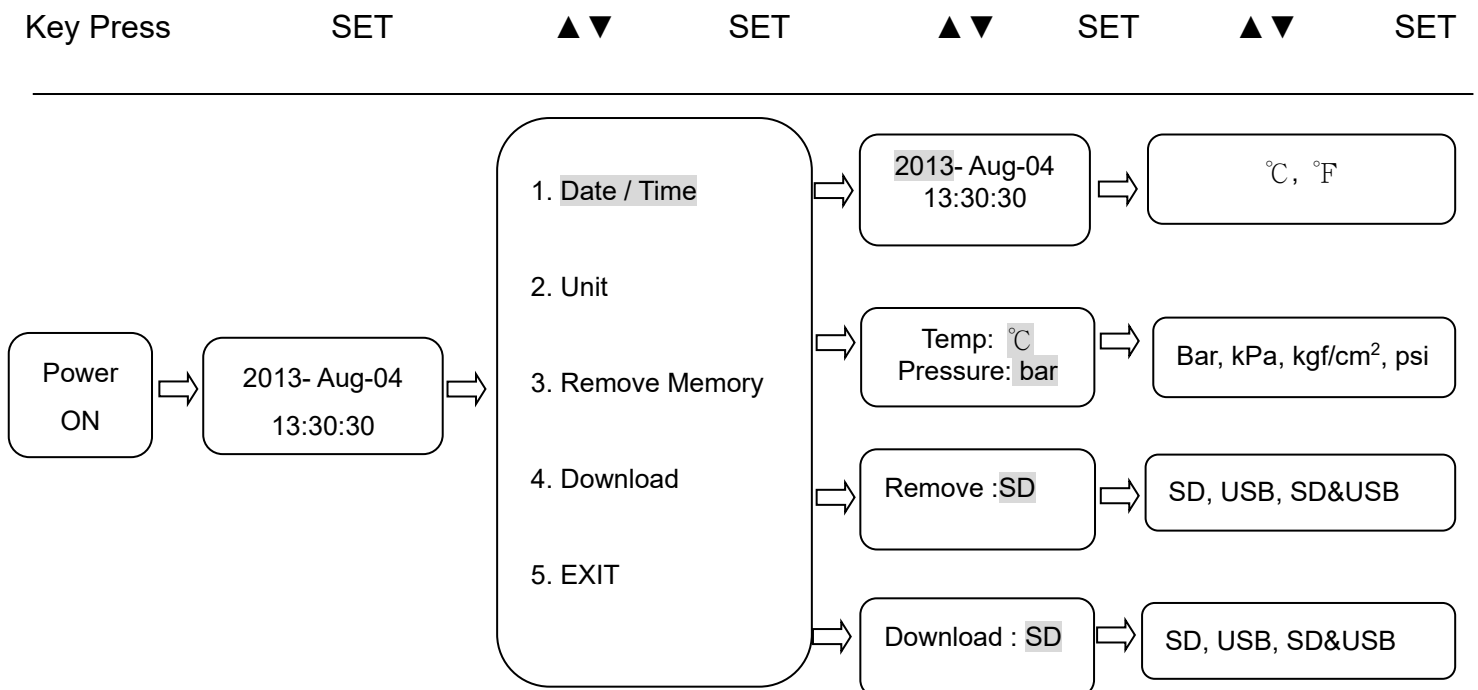 Key Press SET ▲▼ SET ▲▼ SET ▲▼ SET
Power
ON
2013- Aug-04
13:30:30
1. Date / Time
2. Unit
3. Remove Memory
4. Download
5. EXIT
2013- Aug-04
13:30:30
℃, ℉
Temp: ℃
Pressure: bar
Bar, kPa, kgf/cm², psi
Remove :SD
SD, USB, SD&USB
Download : SD
SD, USB, SD&USB